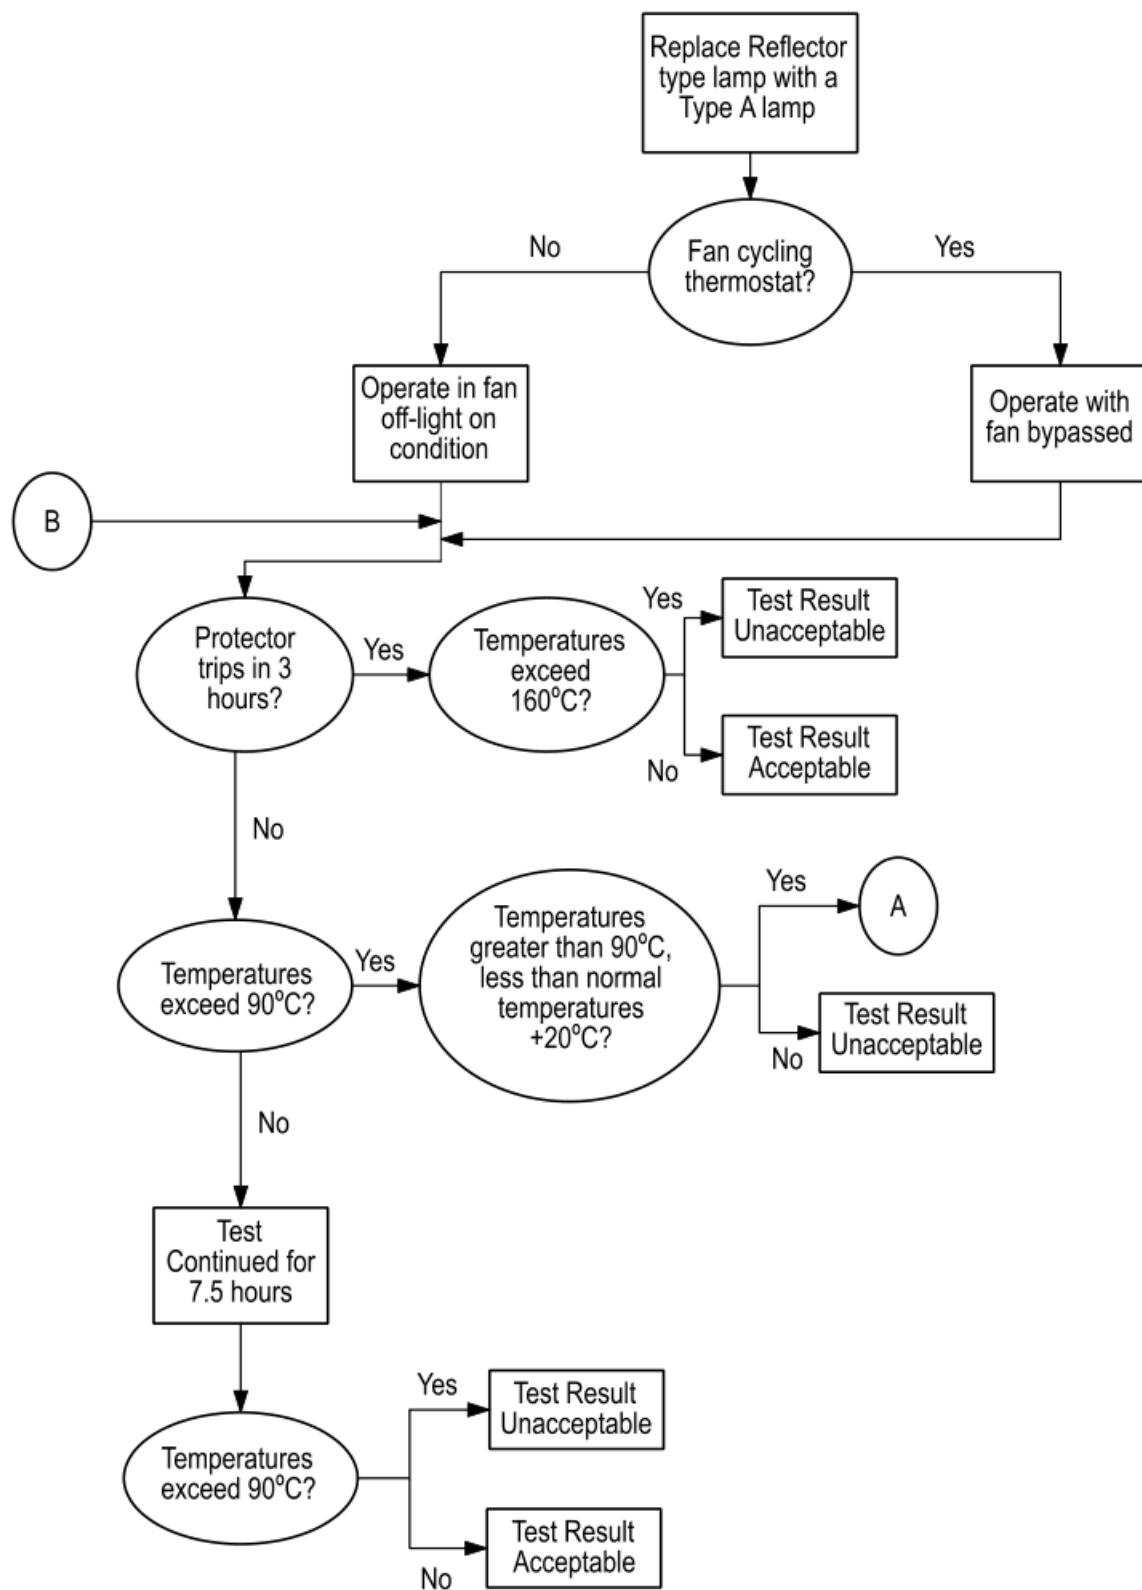 Replace Reflector
type lamp with a
Type A lamp
No
Fan cycling
thermostat?
Yes
Operate in fan
off-light on
condition
Operate with
fan bypassed
B
Protector
trips in 3
hours?
Yes
Temperatures
exceed
160°C?
Yes
Test Result
Unacceptable
No
Test Result
Acceptable
No
Temperatures
exceed 90°C?
Yes
Temperatures
greater than 90°C,
less than normal
temperatures
+20°C?
Yes
A
No
Test Result
Unacceptable
No
Test
Continued for
7.5 hours
Temperatures
exceed 90°C?
Yes
Test Result
Unacceptable
No
Test Result
Acceptable